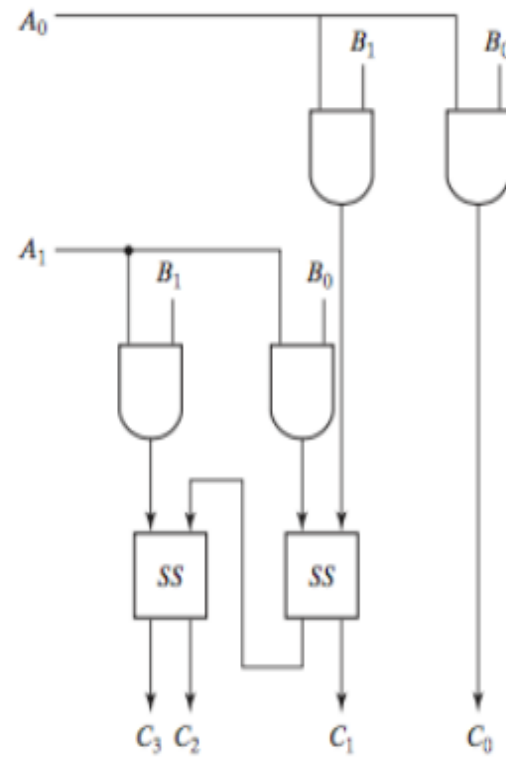 A₀
B₁ B₀
A₁
B₁ B₀
SS SS
C₃ C₂ C₁ C₀